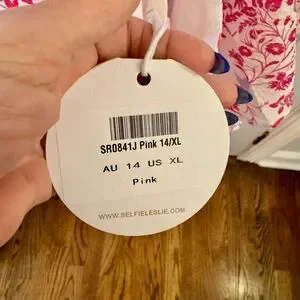 SR0841J Pink 14/XL
AU 14 US XL
Pink
WWW.SELFIELESLIE.COM